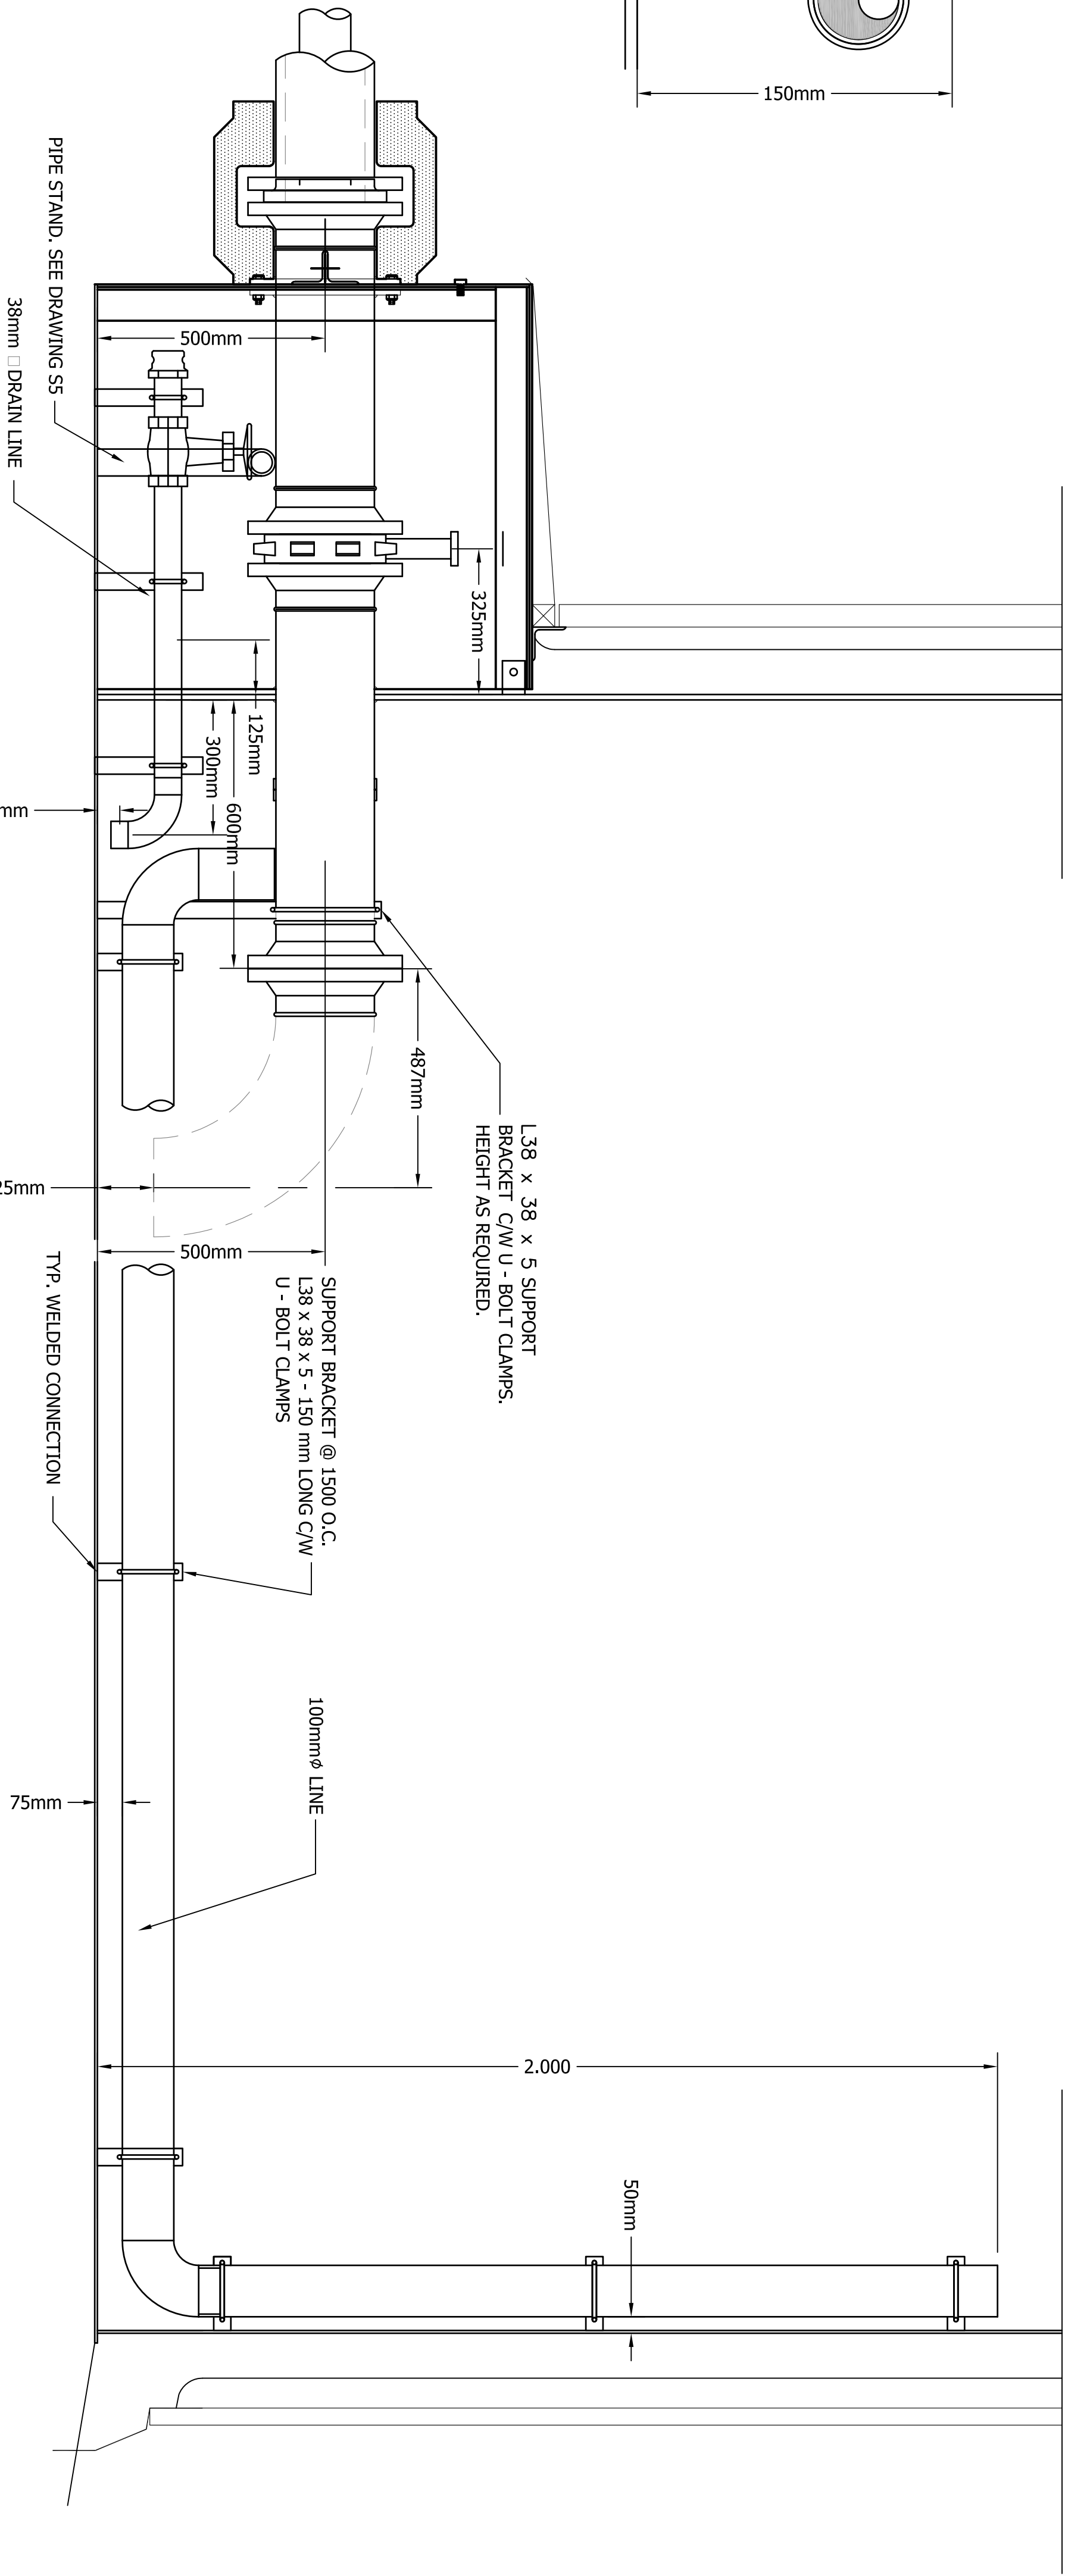 150mm
PIPE STAND. SEE DRAWING S5
38mm □ DRAIN LINE
500mm
325mm
125mm
300mm
600mm
mm
487mm
25mm
500mm
L38 x 38 x 5 SUPPORT
BRACKET C/W U - BOLT CLAMPS.
HEIGHT AS REQUIRED.
SUPPORT BRACKET @ 1500 O.C.
L38 x 38 x 5 - 150 mm LONG C/W
U - BOLT CLAMPS
TYP. WELDED CONNECTION
100mmø LINE
75mm
2.000
50mm